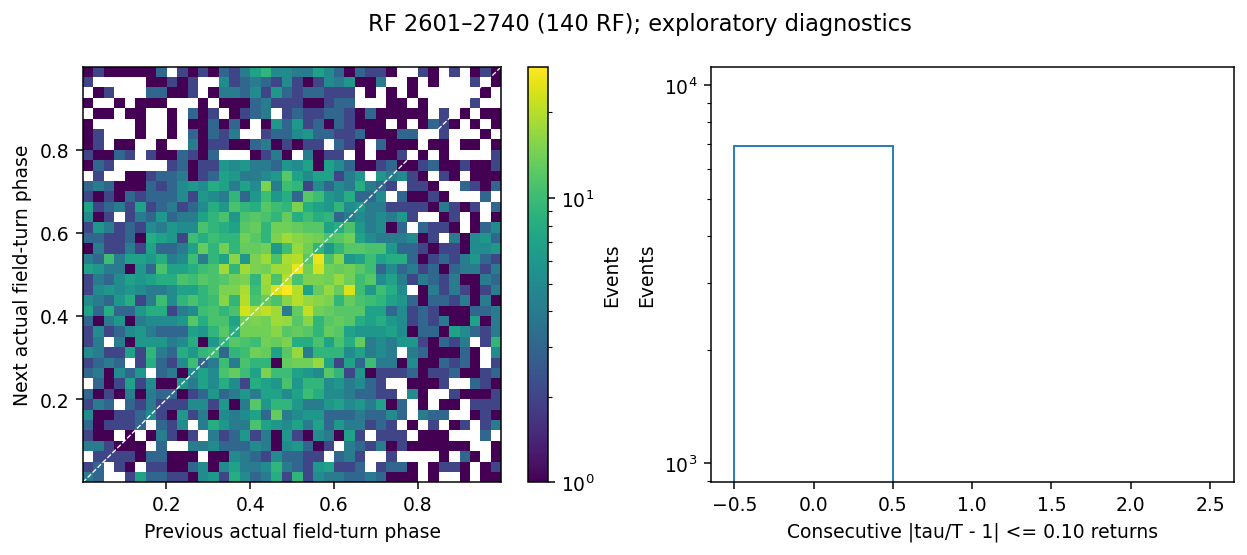 RF 2601–2740 (140 RF); exploratory diagnostics
Next actual field-turn phase
0.8
0.6
0.4
0.2
0.2 0.4 0.6 0.8
Previous actual field-turn phase
10¹
10⁰
Events
Events
10⁴
10³
−0.5 0.0 0.5 1.0 1.5 2.0 2.5
Consecutive |tau/T - 1| <= 0.10 returns